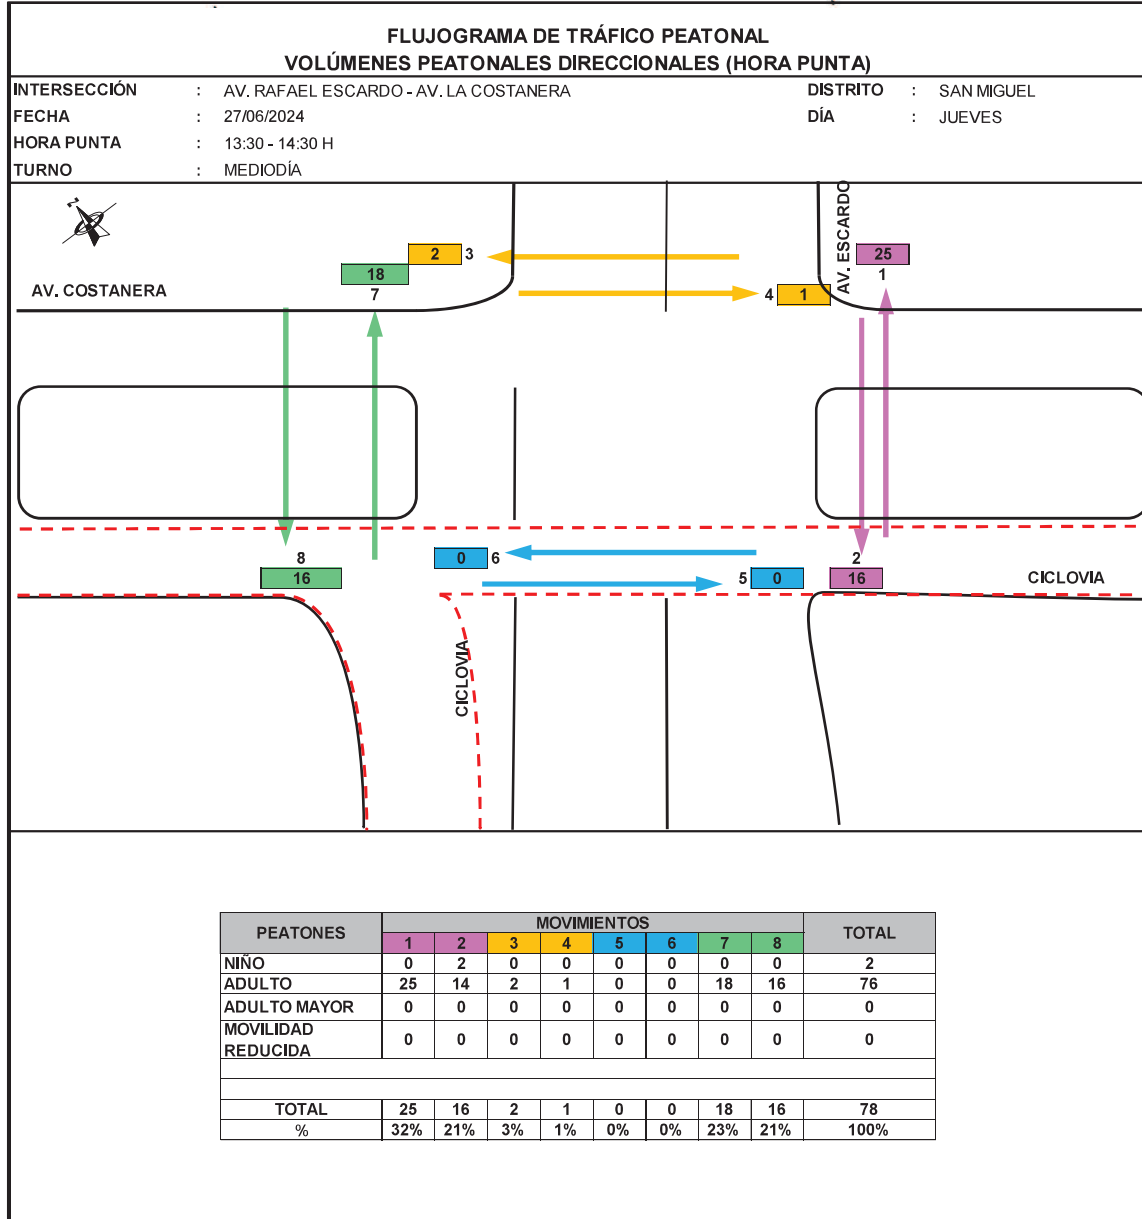 FLUJOGRAMA DE TRÁFICO PEATONAL
VOLÚMENES PEATONALES DIRECCIONALES (HORA PUNTA)
INTERSECCIÓN : AV. RAFAEL ESCARDO - AV. LA COSTANERA DISTRITO : SAN MIGUEL
FECHA : 27/06/2024 DÍA : JUEVES
HORA PUNTA : 13:30 - 14:30 H
TURNO : MEDIODÍA
N
AV. ESCARDO
2 3
25
18
1
AV. COSTANERA
7
4 1
8
0 6
2
16
5 0
16
CICLOVIA
CICLOVIA
PEATONES MOVIMIENTOS TOTAL
1 2 3 4 5 6 7 8
NIÑO 0 2 0 0 0 0 0 0 2
ADULTO 25 14 2 1 0 0 18 16 76
ADULTO MAYOR 0 0 0 0 0 0 0 0 0
MOVILIDAD
REDUCIDA 0 0 0 0 0 0 0 0 0
TOTAL 25 16 2 1 0 0 18 16 78
% 32% 21% 3% 1% 0% 0% 23% 21% 100%